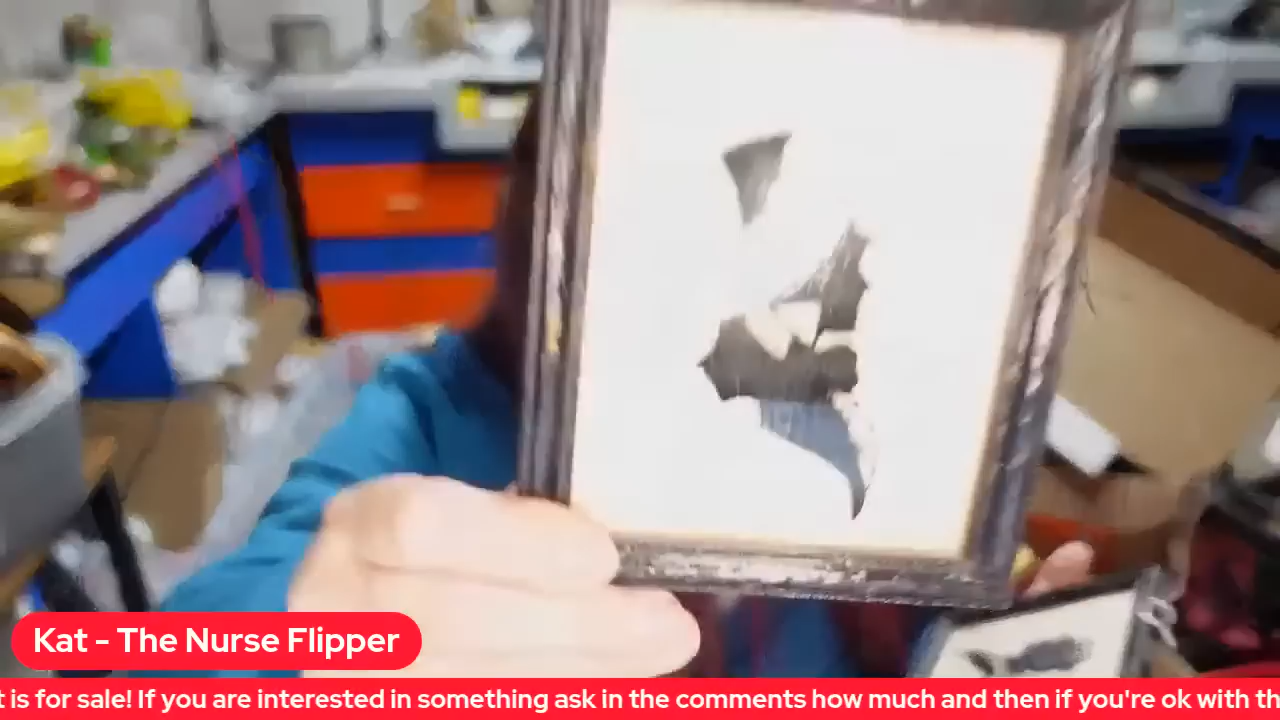 Kat - The Nurse Flipper
t is for sale! If you are interested in something ask in the comments how much and then if you're ok with th